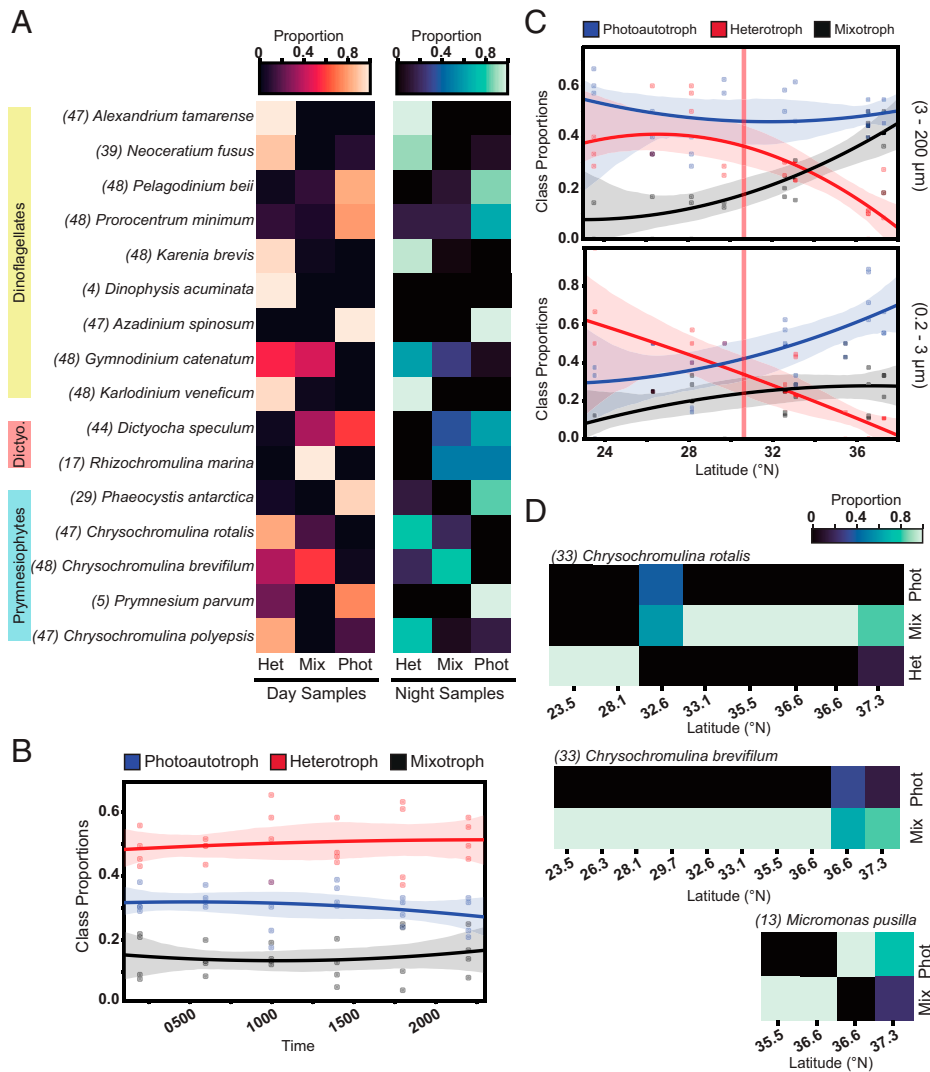 A
Proportion
0 0.4 0.8
Proportion
0 0.4 0.8
Dinoflagellates
(47) Alexandrium tamarense
(39) Neoceratium fusus
(48) Pelagodinium beii
(48) Prorocentrum minimum
(48) Karenia brevis
(4) Dinophysis acuminata
(47) Azadinium spinosum
(48) Gymnodinium catenatum
(48) Karlodinium veneficum
Dictyo.
(44) Dictyocha speculum
(17) Rhizochromulina marina
Prymnesiophytes
(29) Phaeocystis antarctica
(47) Chrysochromulina rotalis
(48) Chrysochromulina brevifilum
(5) Prymnesium parvum
(47) Chrysochromulina polyepsis
Het Mix Phot Het Mix Phot
Day Samples Night Samples
B
Photoautotroph Heterotroph Mixotroph
Class Proportions
0.6
0.2
0.0
0500 1000 1500 2000
Time
C
Photoautotroph Heterotroph Mixotroph
Class Proportions
0.6
0.4
0.2
0.0
(3 - 200 µm)
Class Proportions
0.8
0.6
0.4
0.2
0.0
(0.2 - 3 µm)
24 28 32 36
Latitude (°N)
D
Proportion
0 0.4 0.8
(33) Chrysochromulina rotalis
Phot
Mix
Het
23.5 28.1 32.6 33.1 35.5 36.6 36.6 37.3
Latitude (°N)
(33) Chrysochromulina brevifilum
Phot
Mix
23.5 26.3 28.1 29.7 32.6 33.1 35.5 36.6 36.6 37.3
Latitude (°N)
(13) Micromonas pusilla
Phot
Mix
35.5 36.6 36.6 37.3
Latitude (°N)